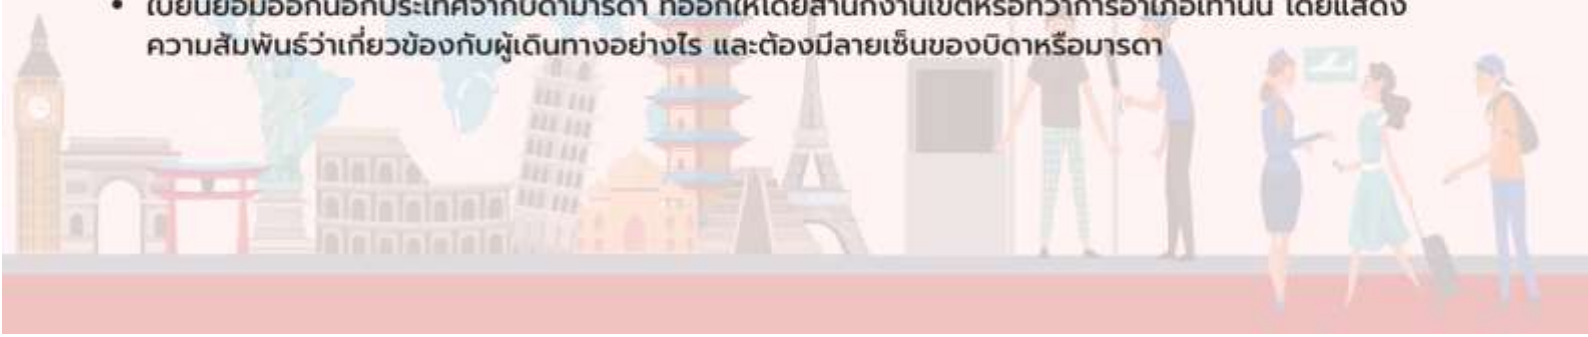 • ใบยินยอมออกนอกประเทศจากบิดามารดา ที่ออกให้โดยสำนักงานเขตหรือที่ว่าการอำเภอเท่านั้น โดยแสดง
ความสัมพันธ์ว่าเกี่ยวข้องกับผู้เดินทางอย่างไร และต้องมีลายเซ็นของบิดาหรือมารดา